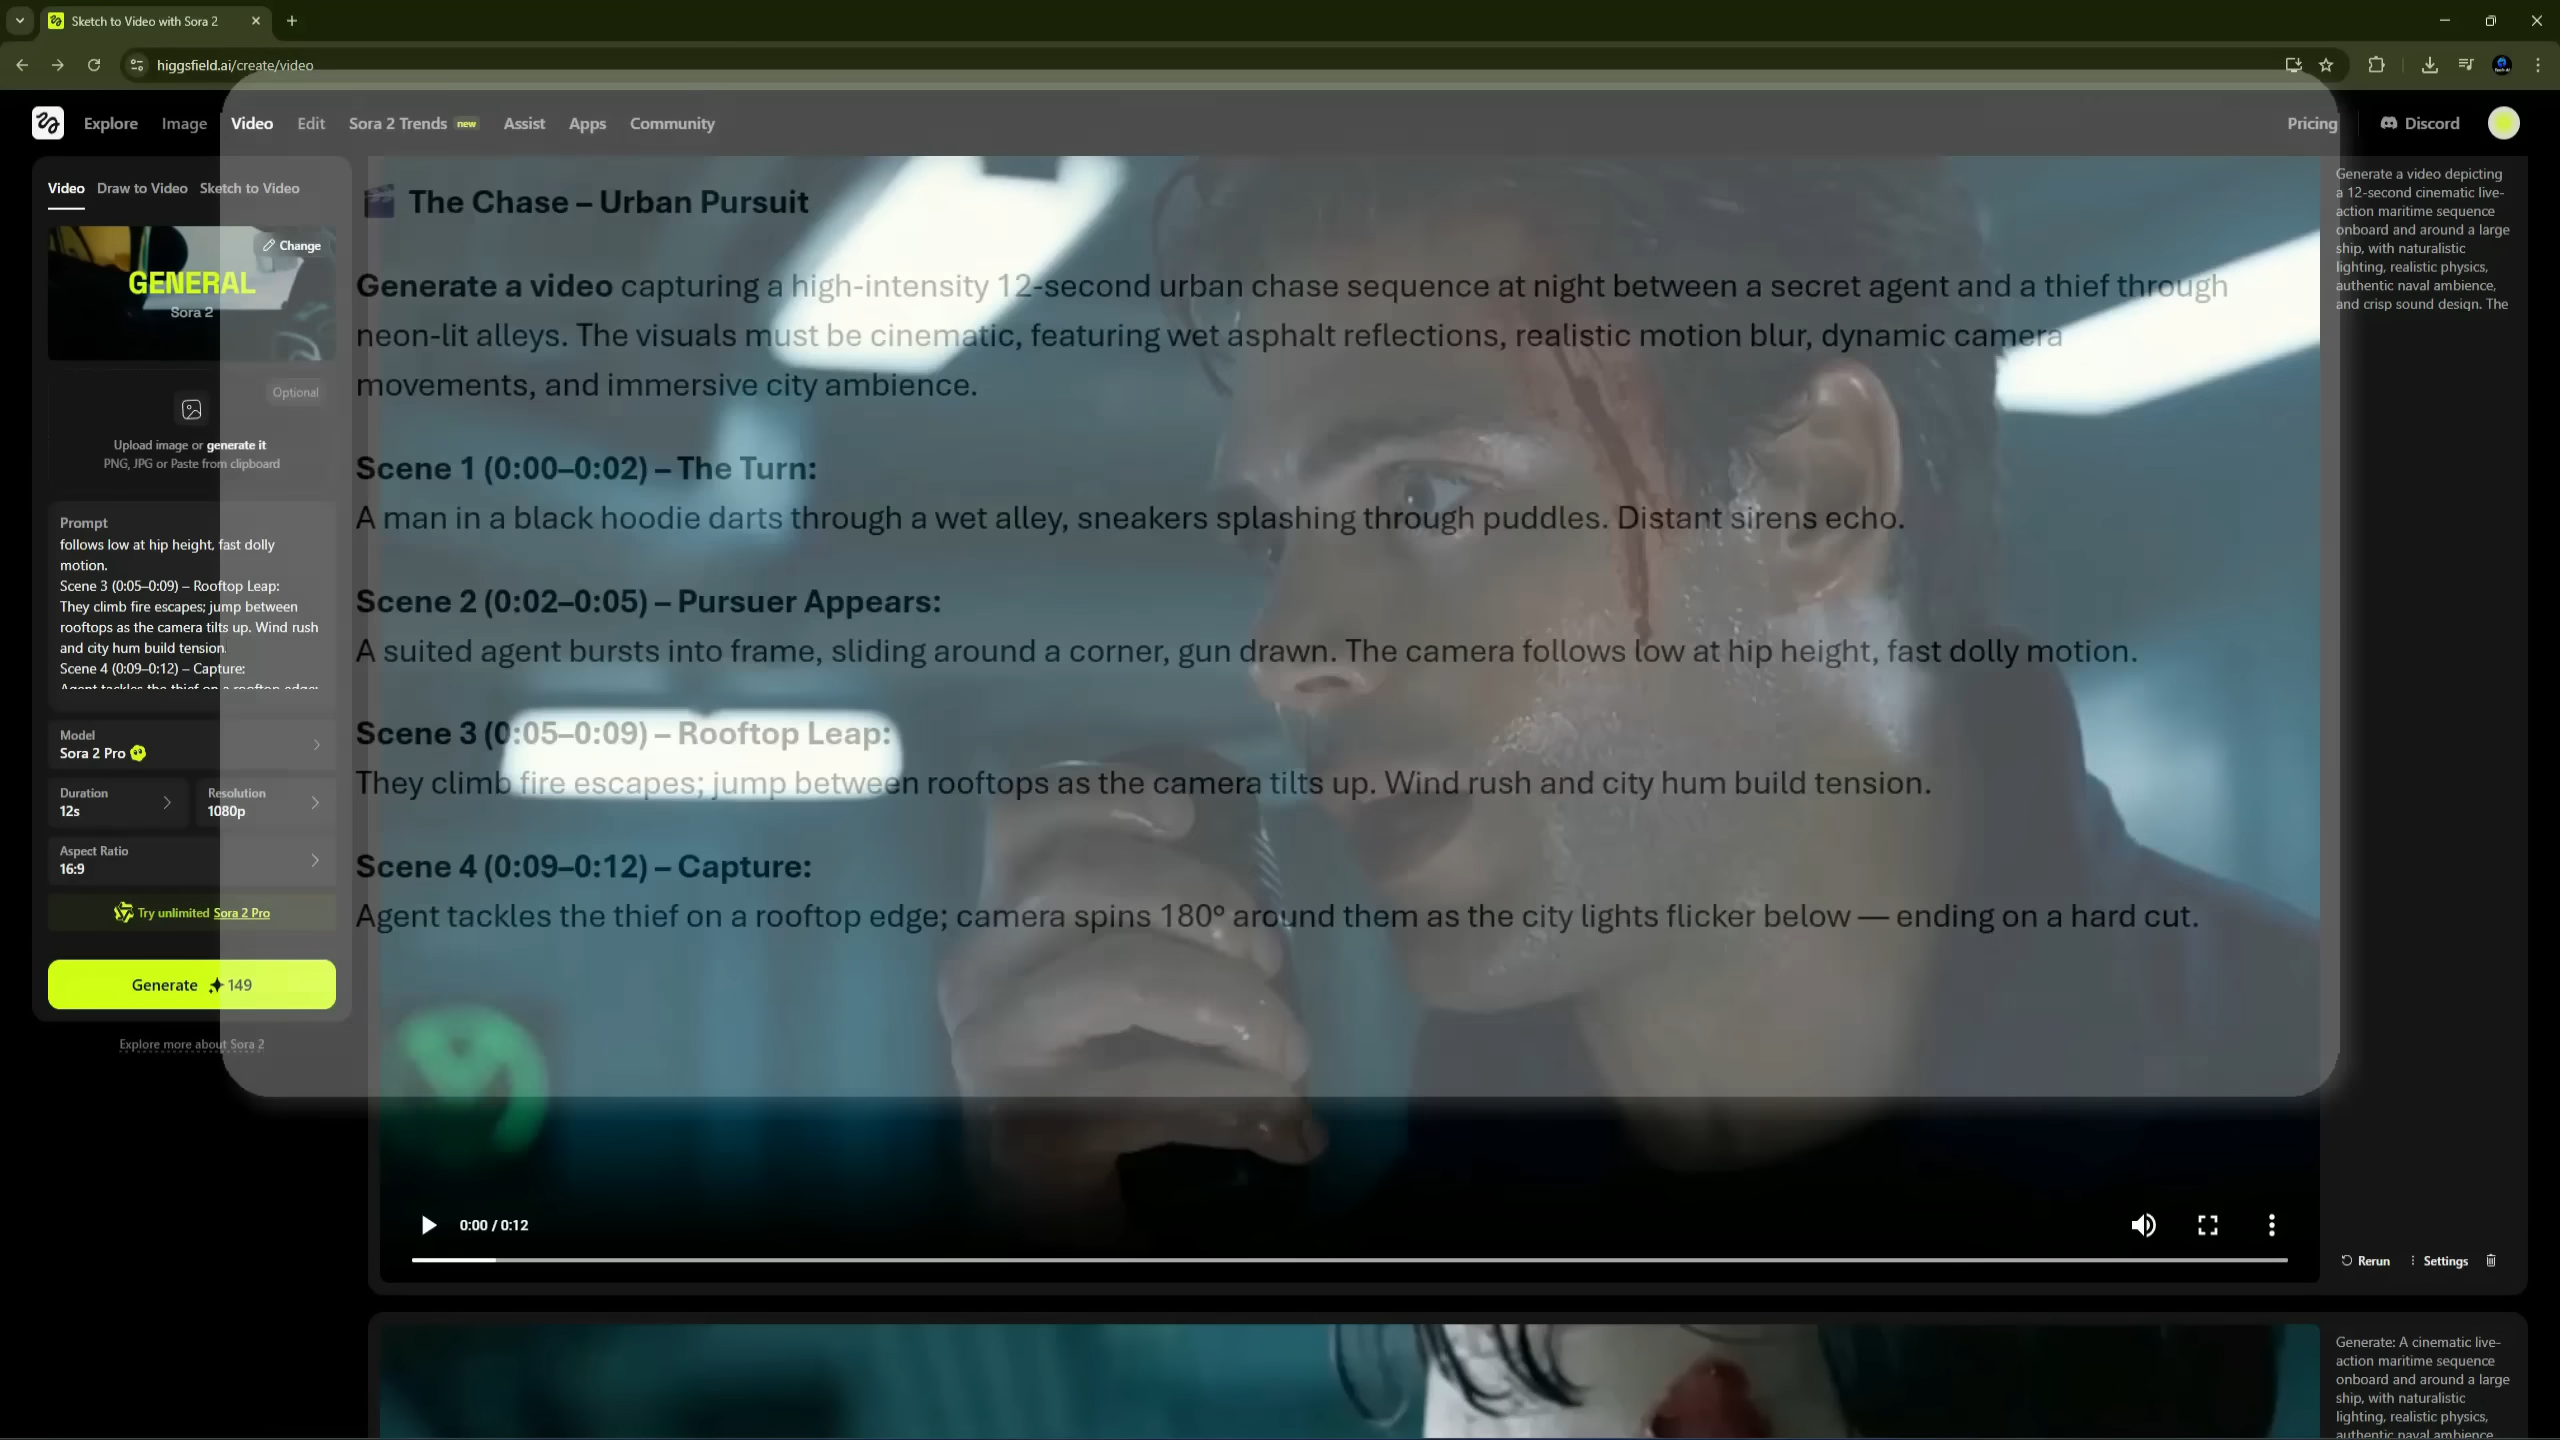 Sketch to Video with Sora 2
higgsfield.ai/create/video
Explore
Image
Video
Edit
Sora 2 Trends new
Assist
Apps
Community
Pricing
Discord
Video
Draw to Video
Sketch to Video
Change
GENERAL
Sora 2
Optional
Upload image or generate it
PNG, JPG or Paste from clipboard
Prompt
follows low at hip height, fast dolly
motion.
Scene 3 (0:05–0:09) – Rooftop Leap:
They climb fire escapes; jump between
rooftops as the camera tilts up. Wind rush
and city hum build tension.
Scene 4 (0:09–0:12) – Capture:
Agent tackles the thief on a rooftop edge;
Model
Sora 2 Pro
Duration
12s
Resolution
1080p
Aspect Ratio
16:9
Try unlimited Sora 2 Pro
Generate 149
Explore more about Sora 2
🎬 The Chase – Urban Pursuit
Generate a video capturing a high-intensity 12-second urban chase sequence at night between a secret agent and a thief through
neon-lit alleys. The visuals must be cinematic, featuring wet asphalt reflections, realistic motion blur, dynamic camera
movements, and immersive city ambience.
Scene 1 (0:00–0:02) – The Turn:
A man in a black hoodie darts through a wet alley, sneakers splashing through puddles. Distant sirens echo.
Scene 2 (0:02–0:05) – Pursuer Appears:
A suited agent bursts into frame, sliding around a corner, gun drawn. The camera follows low at hip height, fast dolly motion.
Scene 3 (0:05–0:09) – Rooftop Leap:
They climb fire escapes; jump between rooftops as the camera tilts up. Wind rush and city hum build tension.
Scene 4 (0:09–0:12) – Capture:
Agent tackles the thief on a rooftop edge; camera spins 180° around them as the city lights flicker below — ending on a hard cut.
0:00 / 0:12
Generate a video depicting
a 12-second cinematic live-
action maritime sequence
onboard and around a large
ship, with naturalistic
lighting, realistic physics,
authentic naval ambience,
and crisp sound design. The
Rerun
Settings
Generate: A cinematic live-
action maritime sequence
onboard and around a large
ship, with naturalistic
lighting, realistic physics,
authentic naval ambience,